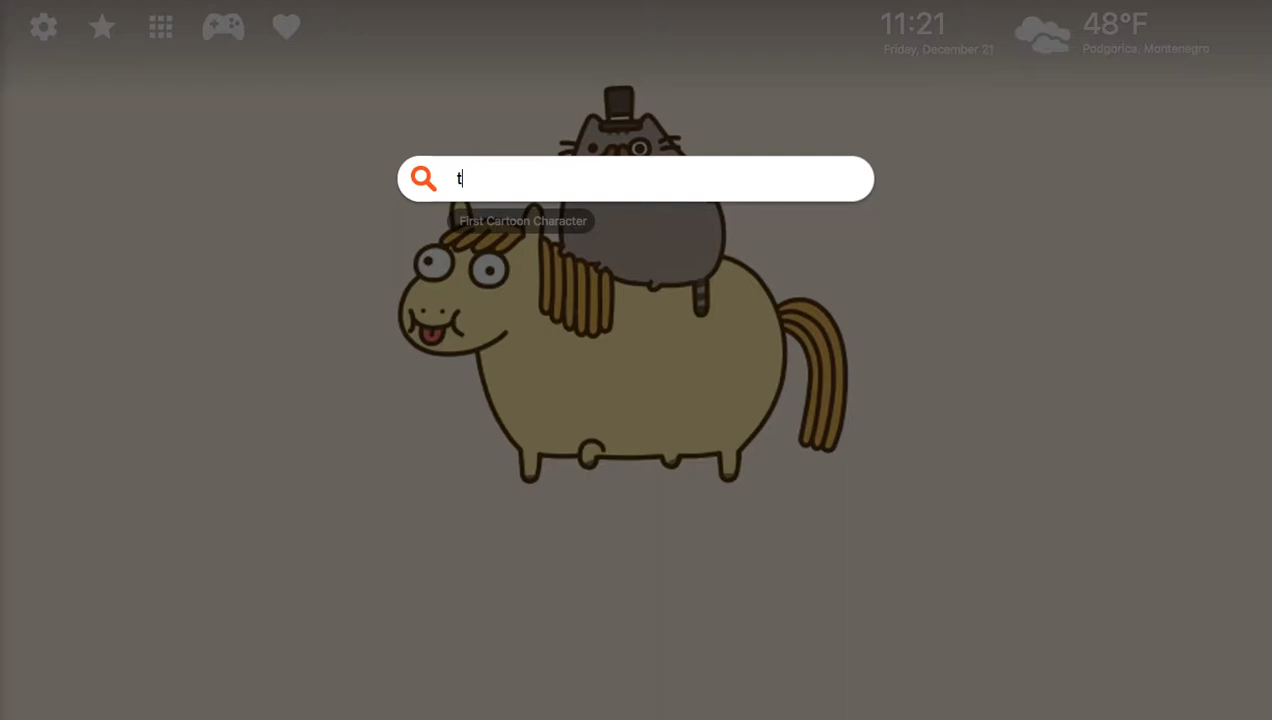 11:21
Friday, December 21
48°F
Podgorica, Montenegro
t
First Cartoon Character